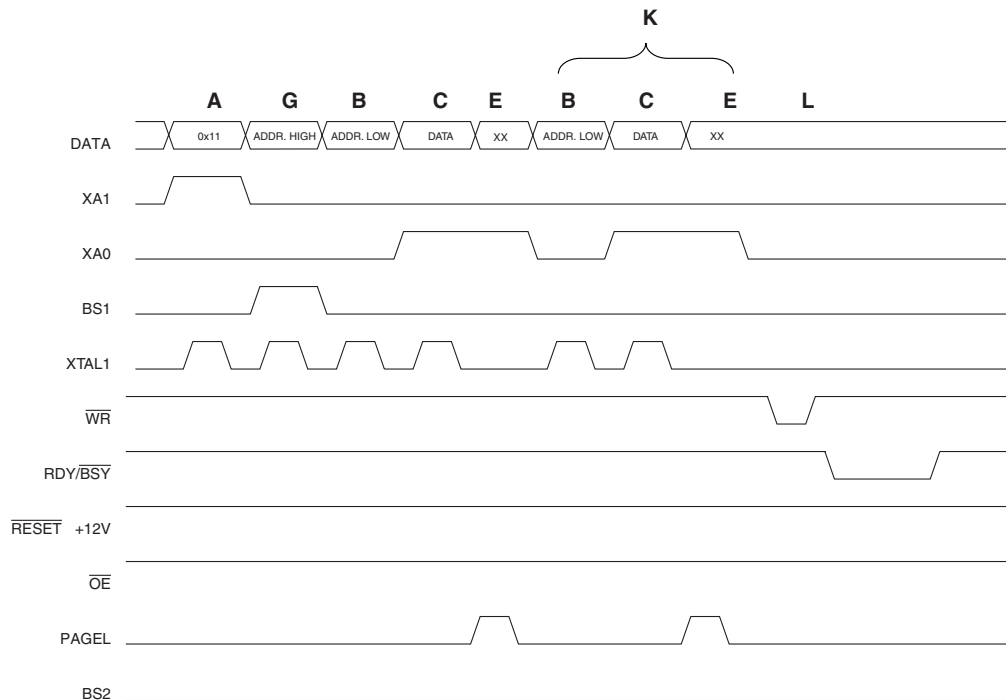 K
A G B C E B C E L
DATA 0x11 ADDR. HIGH ADDR. LOW DATA XX ADDR. LOW DATA XX
XA1
XA0
BS1
XTAL1
WR
RDY/BSY
RESET +12V
OE
PAGEL
BS2